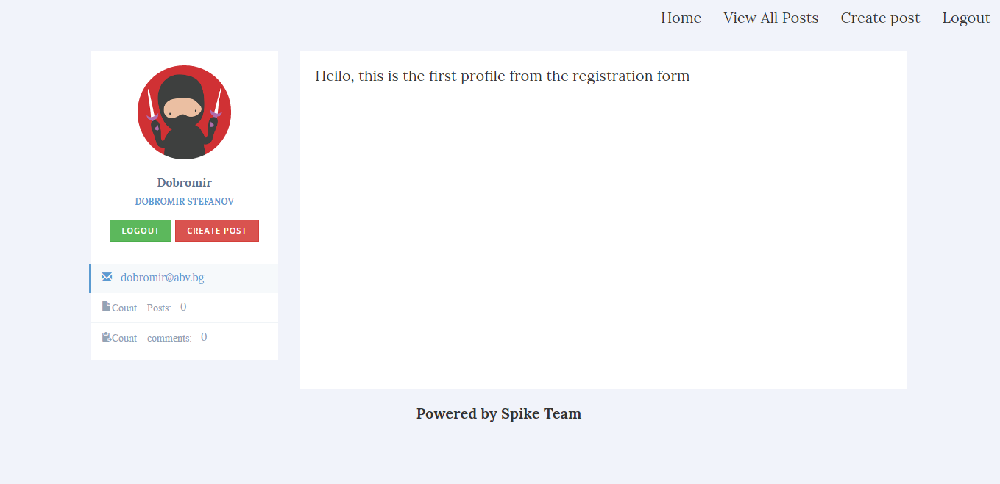 Home View All Posts Create post Logout
Hello, this is the first profile from the registration form
Dobromir
DOBROMIR STEFANOV
LOGOUT CREATE POST
dobromir@abv.bg
Count Posts: 0
Count comments: 0
Powered by Spike Team